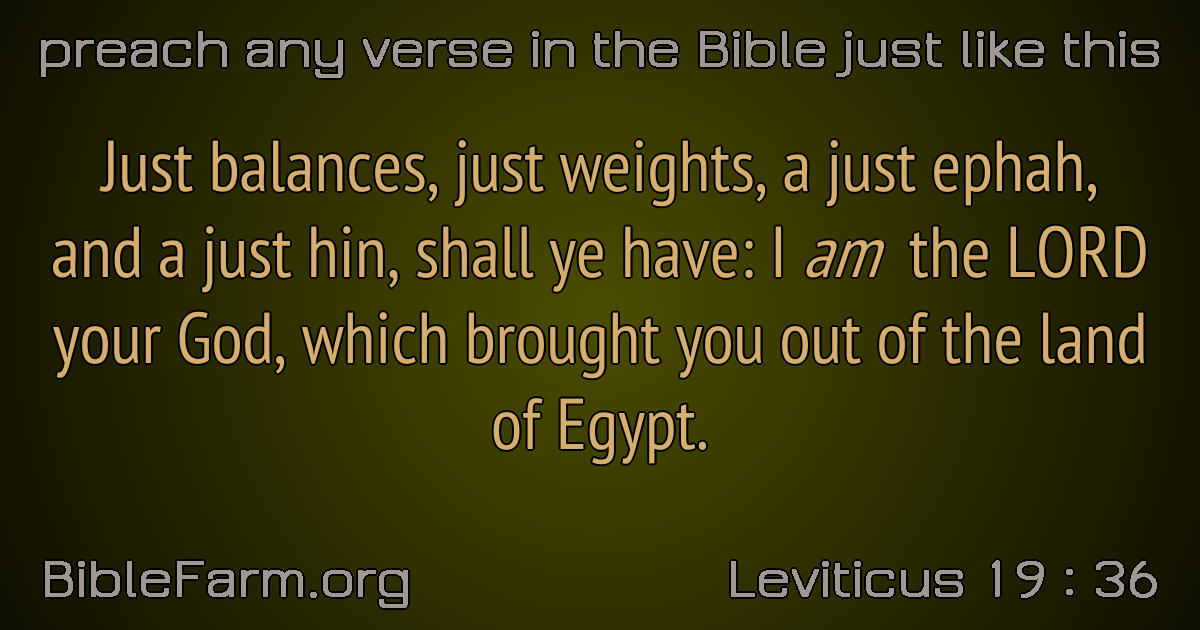 preach any verse in the Bible just like this
Just balances, just weights, a just ephah,
and a just hin, shall ye have: I am the LORD
your God, which brought you out of the land
of Egypt.
BibleFarm.org
Leviticus 19 : 36